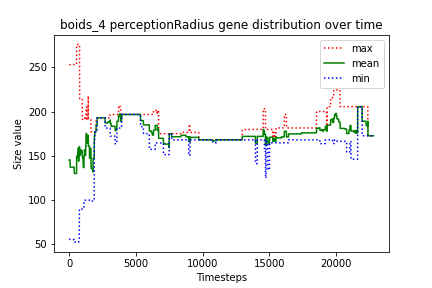 boids_4 perceptionRadius gene distribution over time
max
mean
min
Size value
250
200
150
100
50
0
5000
10000
15000
20000
Timesteps